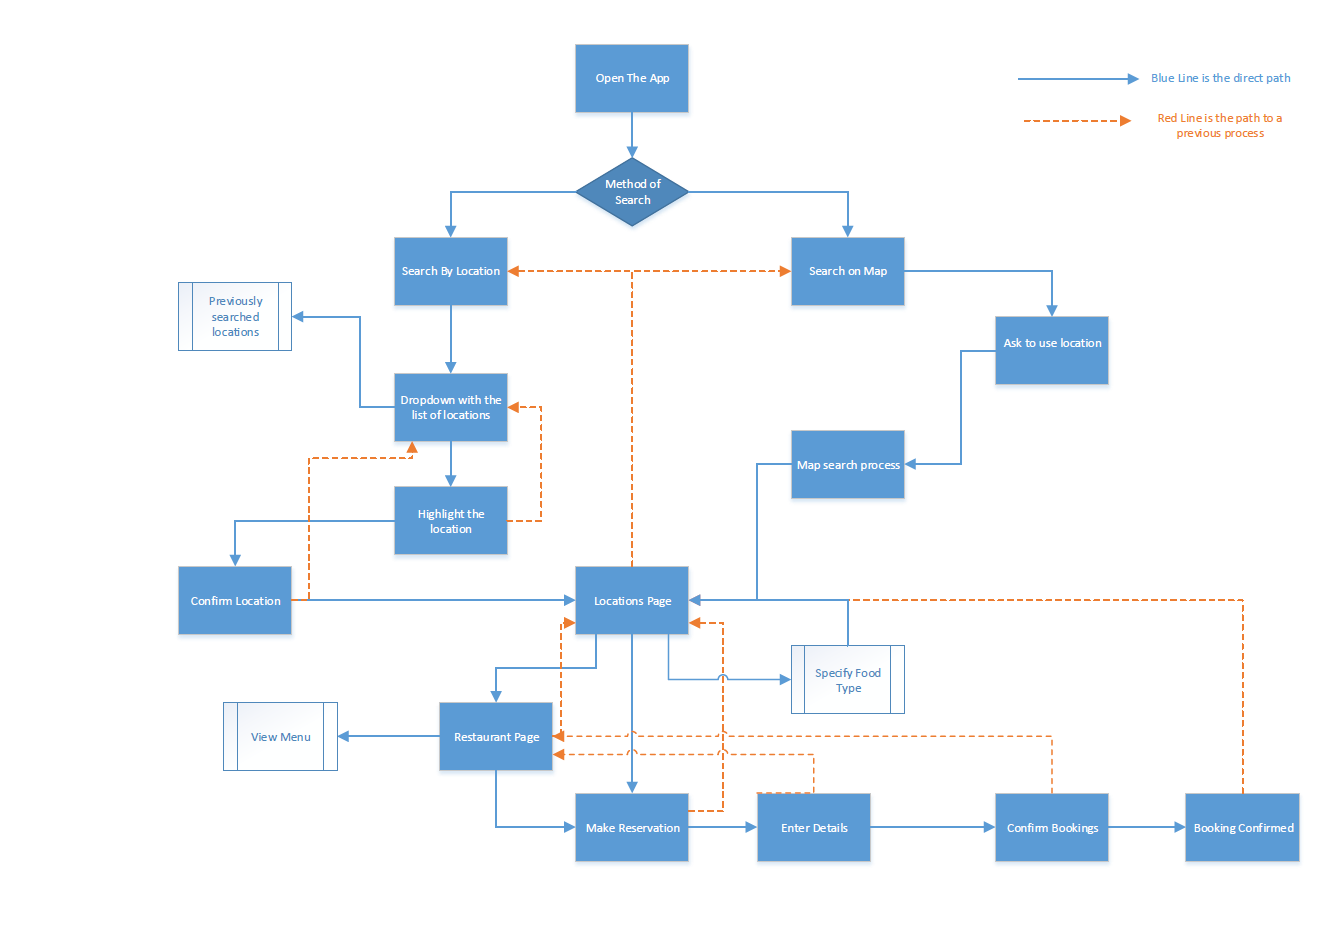 Open The App
Blue Line is the direct path
Red Line is the path to a
previous process
Method of
Search
Search By Location
Search on Map
Previously
searched
locations
Ask to use location
Dropdown with the
list of locations
Map search process
Highlight the
location
Confirm Location
Locations Page
Specify Food
Type
View Menu
Restaurant Page
Make Reservation
Enter Details
Confirm Bookings
Booking Confirmed